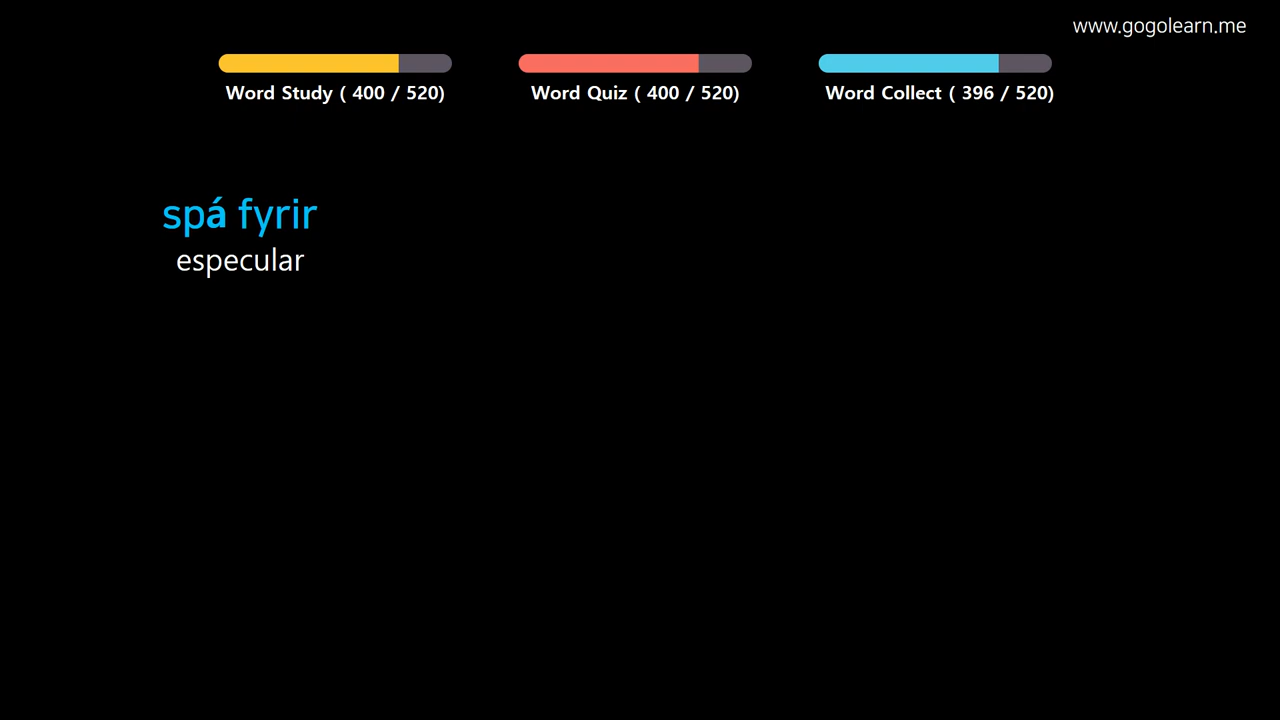 www.gogolearn.me
Word Study ( 400 / 520)
Word Quiz ( 400 / 520)
Word Collect ( 396 / 520)
spá fyrir
especular